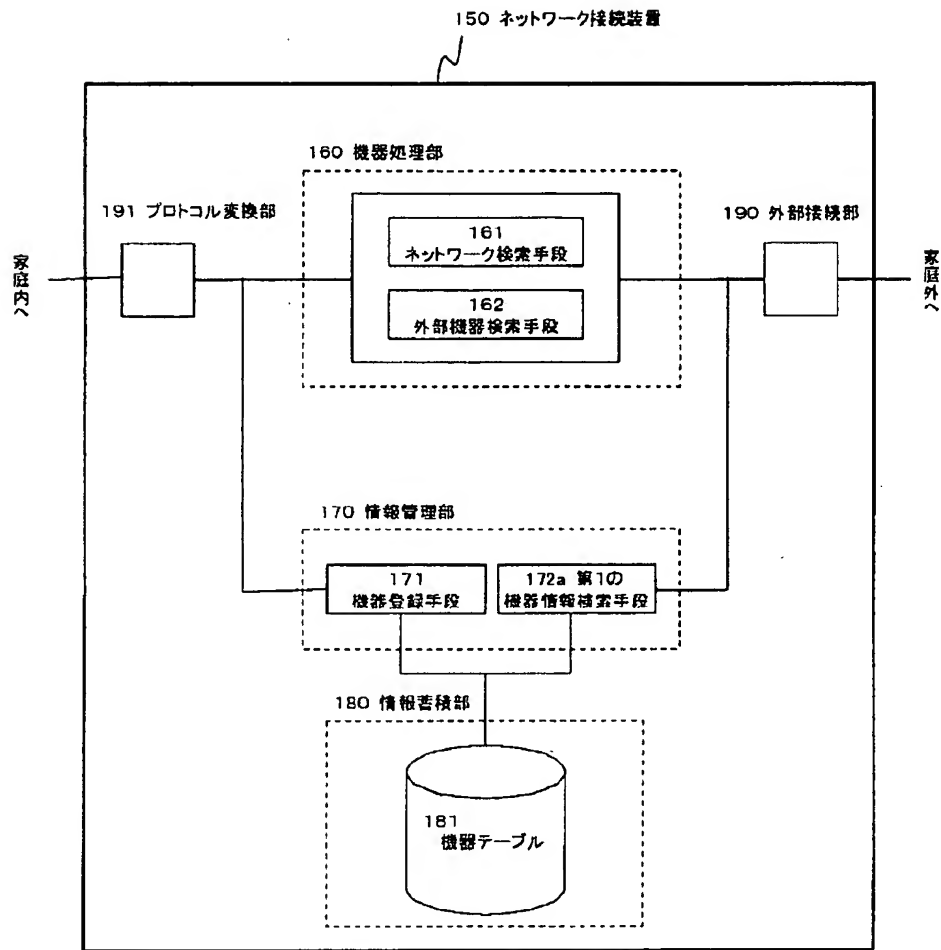 150 ネットワーク接続装置
160 機器処理部
191 プロトコル変換部
190 外部接続部
161
ネットワーク検索手段
162
外部機器検索手段
家庭内へ
家庭外へ
170 情報管理部
171
機器登録手段
172a 第1の
機器情報検索手段
180 情報蓄積部
181
機器テーブル